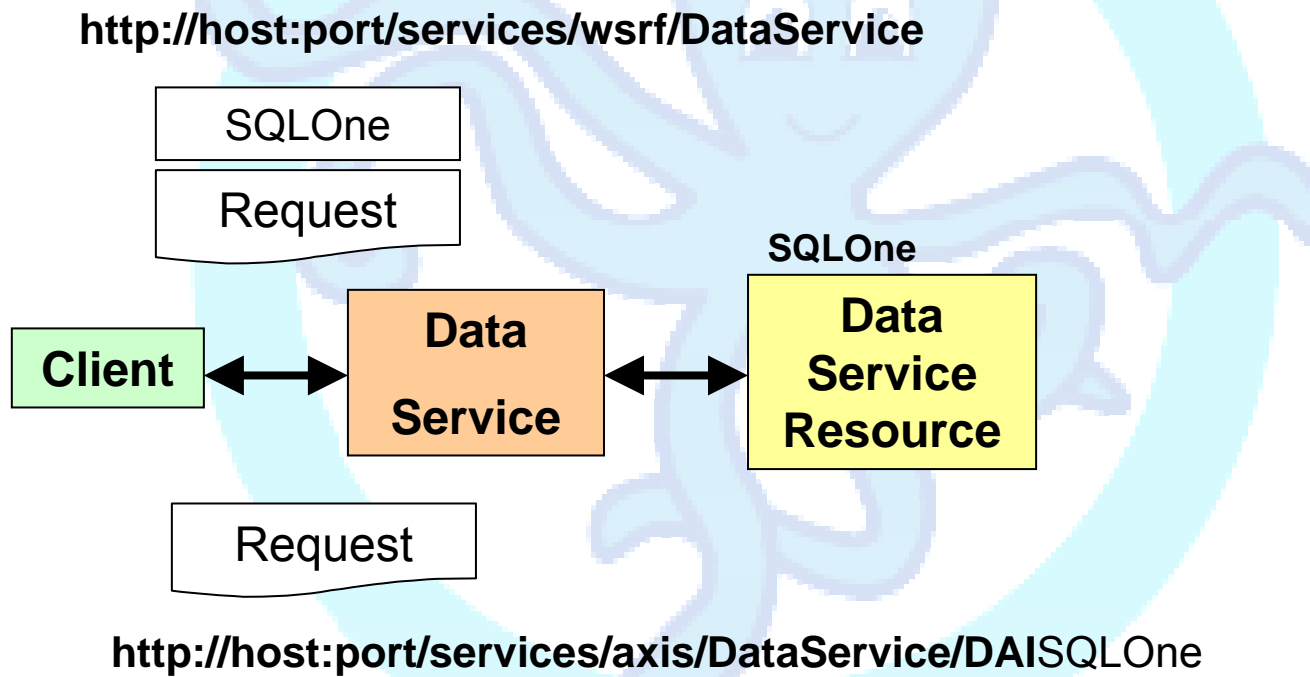 http://host:port/services/wsrf/DataService
SQLOne
Request
SQLOne
Client
Data
Service
Data
Service
Resource
Request
http://host:port/services/axis/DataService/DAISQLOne